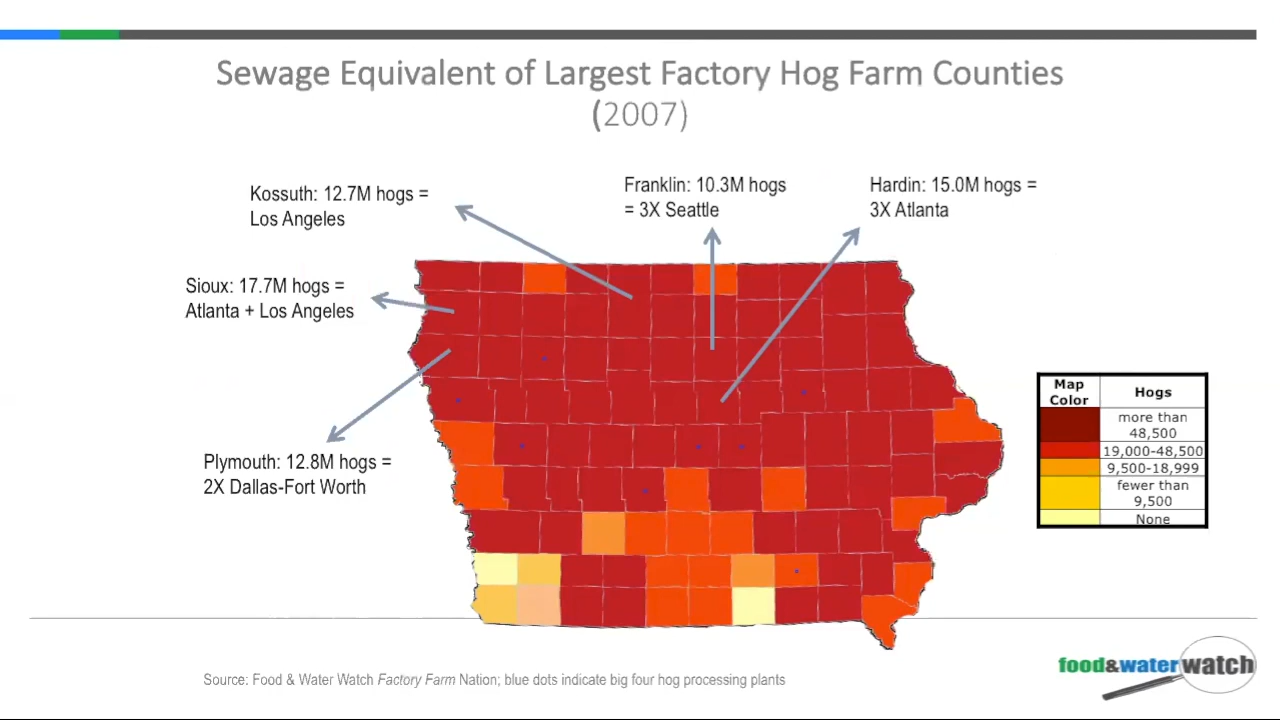 Sewage Equivalent of Largest Factory Hog Farm Counties
(2007)
Kossuth: 12.7M hogs =
Los Angeles
Franklin: 10.3M hogs
= 3X Seattle
Hardin: 15.0M hogs =
3X Atlanta
Sioux: 17.7M hogs =
Atlanta + Los Angeles
Plymouth: 12.8M hogs =
2X Dallas-Fort Worth
Map
Color
Hogs
more than
48,500
19,000-48,500
9,500-18,999
fewer than
9,500
None
Source: Food & Water Watch Factory Farm Nation; blue dots indicate big four hog processing plants
food&waterwatch